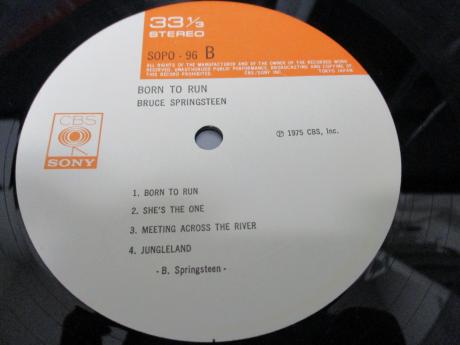 33 1/3
STEREO
SOPO - 96 B
ALL RIGHTS OF THE MANUFACTURER AND OF THE OWNER OF THE RECORDED WORK
RESERVED. UNAUTHORIZED PUBLIC PERFORMANCE, BROADCASTING AND COPYING OF
THIS RECORD PROHIBITED. CBS/SONY INC. TOKYO JAPAN
BORN TO RUN
BRUCE SPRINGSTEEN
CBS
SONY
℗ 1975 CBS, Inc.
1. BORN TO RUN
2. SHE'S THE ONE
3. MEETING ACROSS THE RIVER
4. JUNGLELAND
- B. Springsteen -